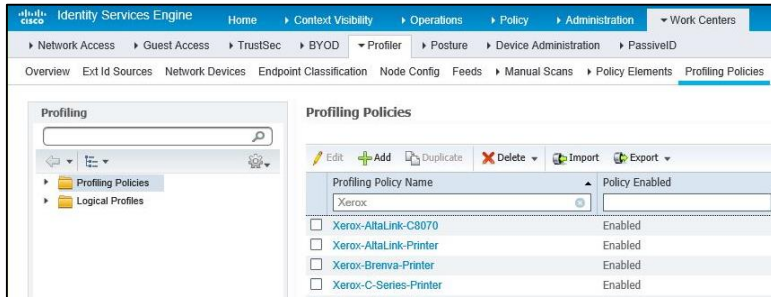 cisco Identity Services Engine Home Context Visibility Operations Policy Administration Work Centers
Network Access Guest Access TrustSec BYOD Profiler Posture Device Administration PassiveID
Overview Ext Id Sources Network Devices Endpoint Classification Node Config Feeds Manual Scans Policy Elements Profiling Policies
Profiling
Profiling Policies
Logical Profiles
Profiling Policies
Edit Add Duplicate Delete Import Export
Profiling Policy Name Policy Enabled
Xerox
Xerox-AltaLink-C8070 Enabled
Xerox-AltaLink-Printer Enabled
Xerox-Brenva-Printer Enabled
Xerox-C-Series-Printer Enabled